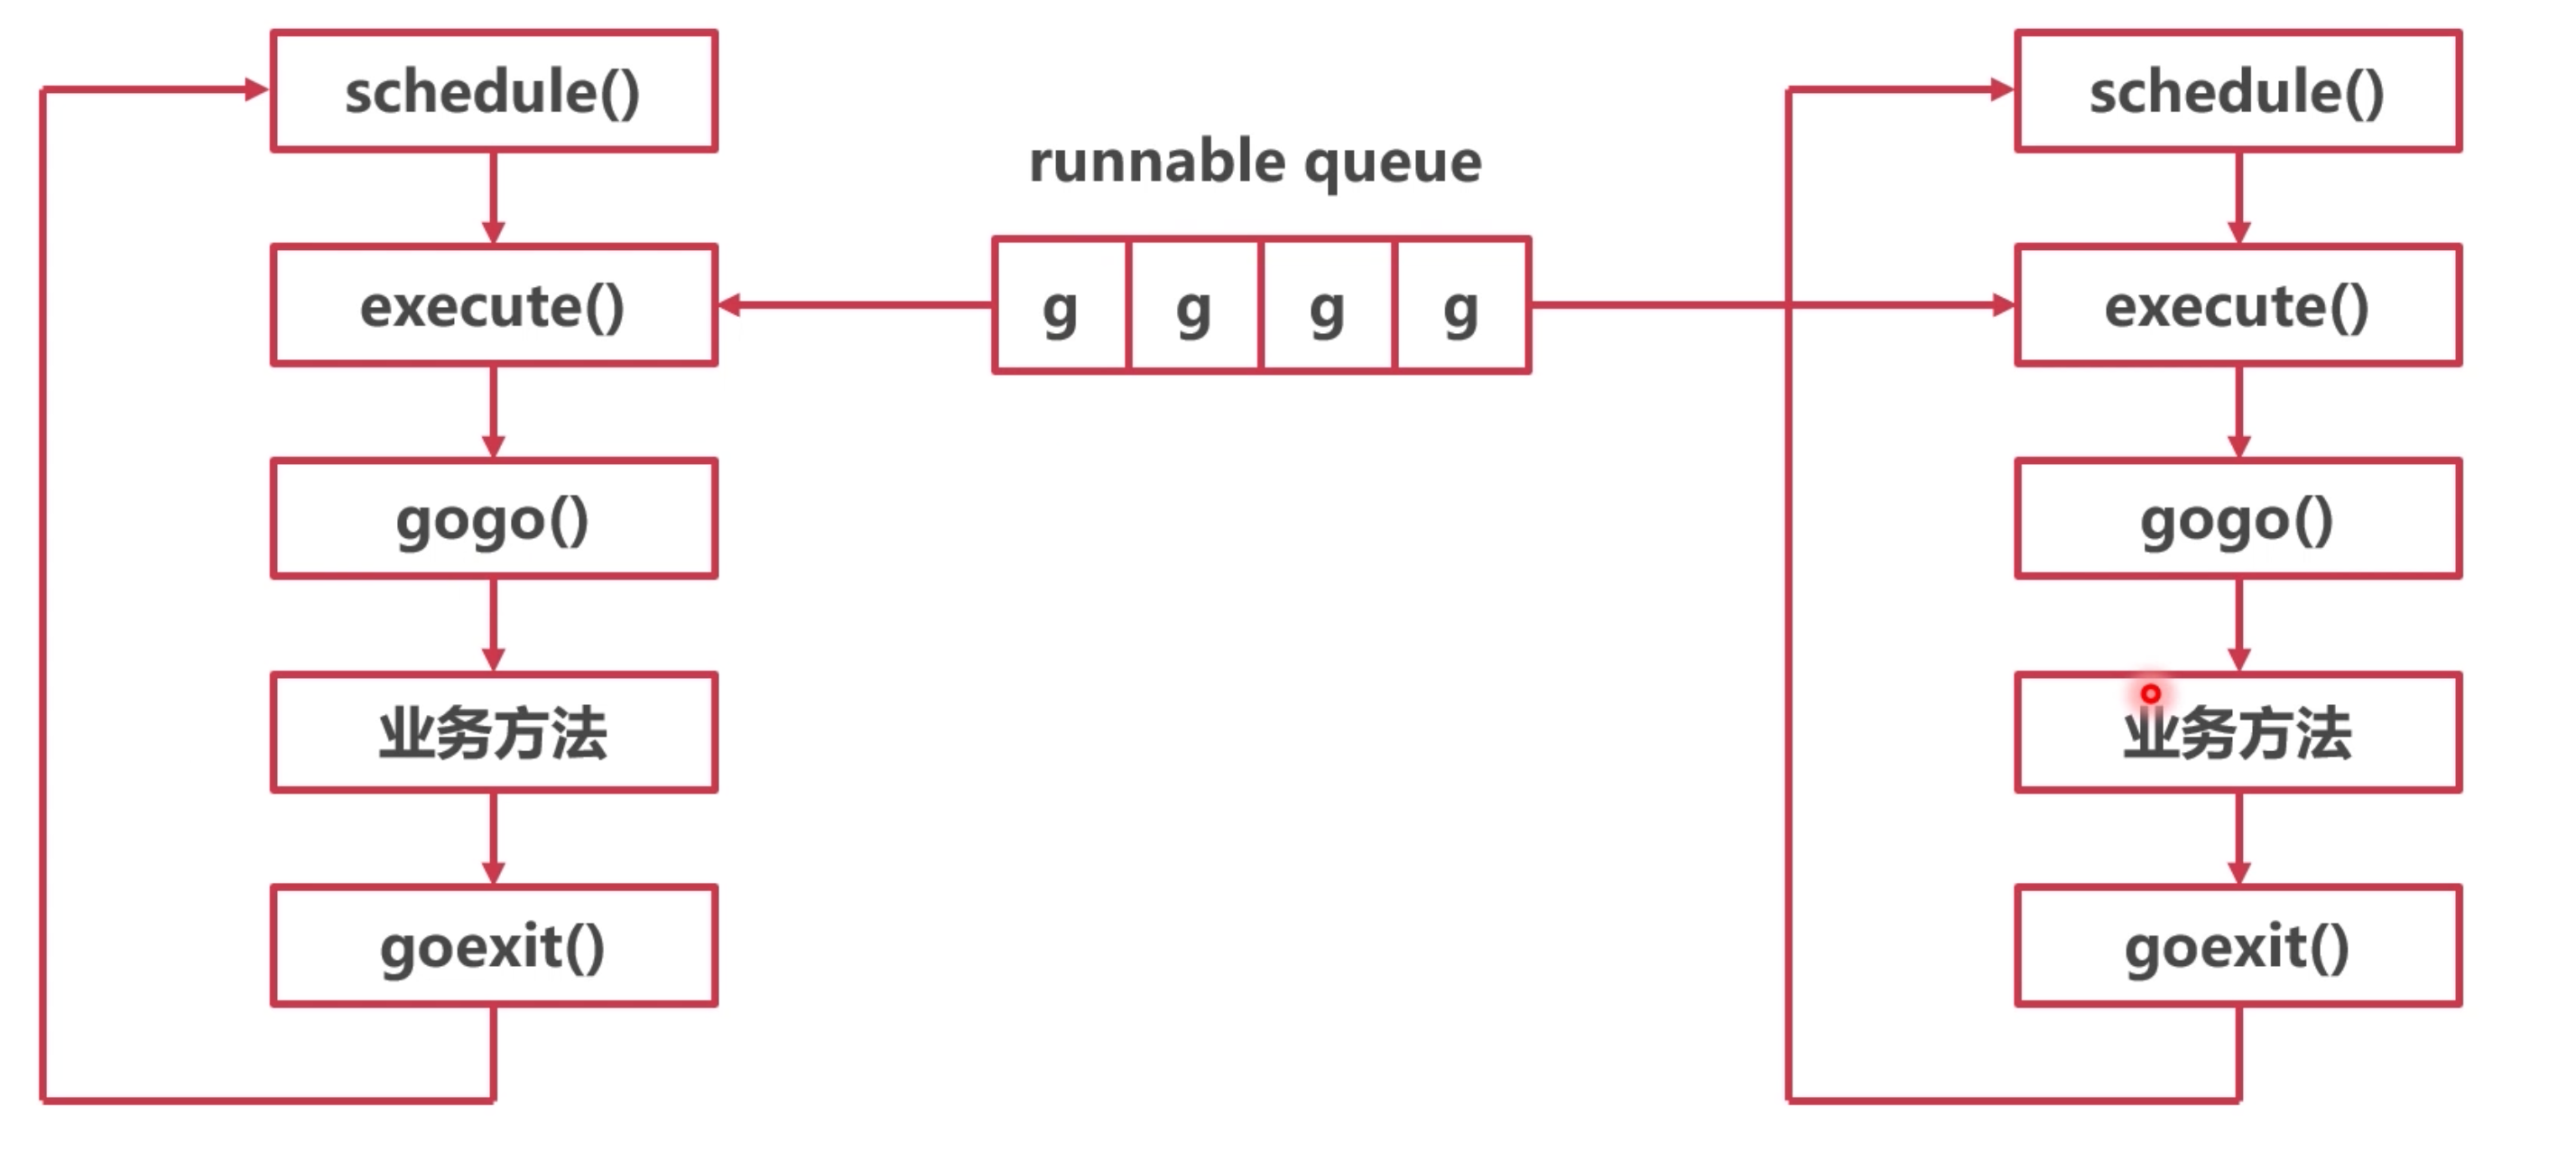 schedule()
execute()
gogo()
业务方法
goexit()
runnable queue
g g g g
schedule()
execute()
gogo()
业务方法
goexit()